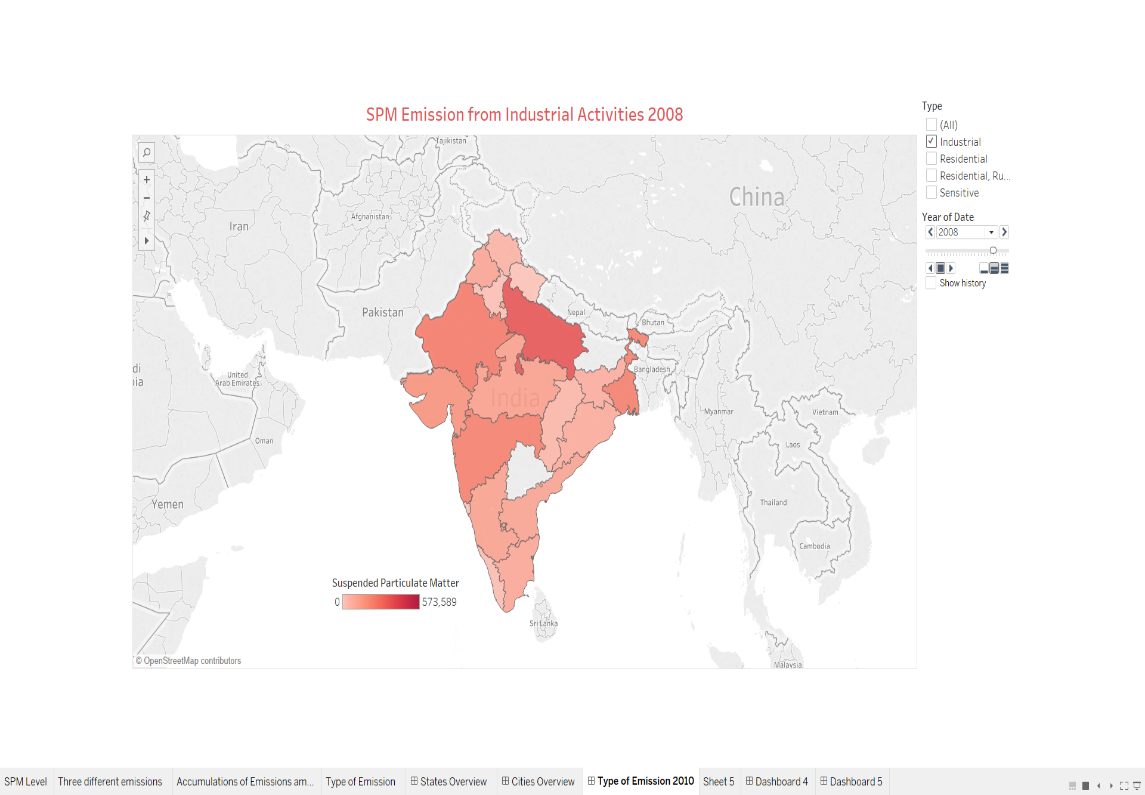 SPM Emission from Industrial Activities 2008
Type
(All)
Industrial
Residential
Residential, Ru...
Sensitive
Year of Date
2008
Show history
Tajikistan
China
Afghanistan
Iran
Pakistan
Nepal
Bhutan
Bangladesh
United
Arab Emirates
di
ia
India
Oman
Myanmar
Vietnam
Laos
Yemen
Thailand
Cambodia
Suspended Particulate Matter
0 573,589
Sri Lanka
Malaysia
© OpenStreetMap contributors
SPM Level Three different emissions Accumulations of Emissions am... Type of Emission States Overview Cities Overview Type of Emission 2010 Sheet 5 Dashboard 4 Dashboard 5